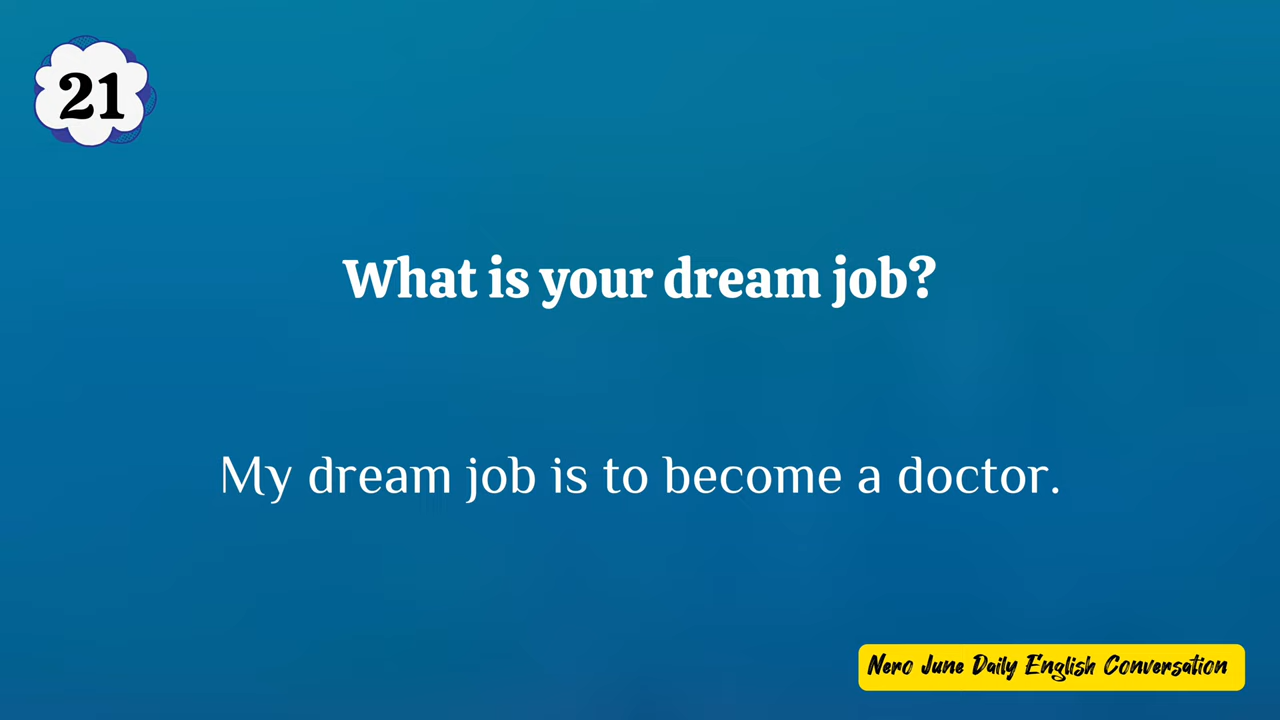 21
What is your dream job?
My dream job is to become a doctor.
Nero June Daily English Conversation